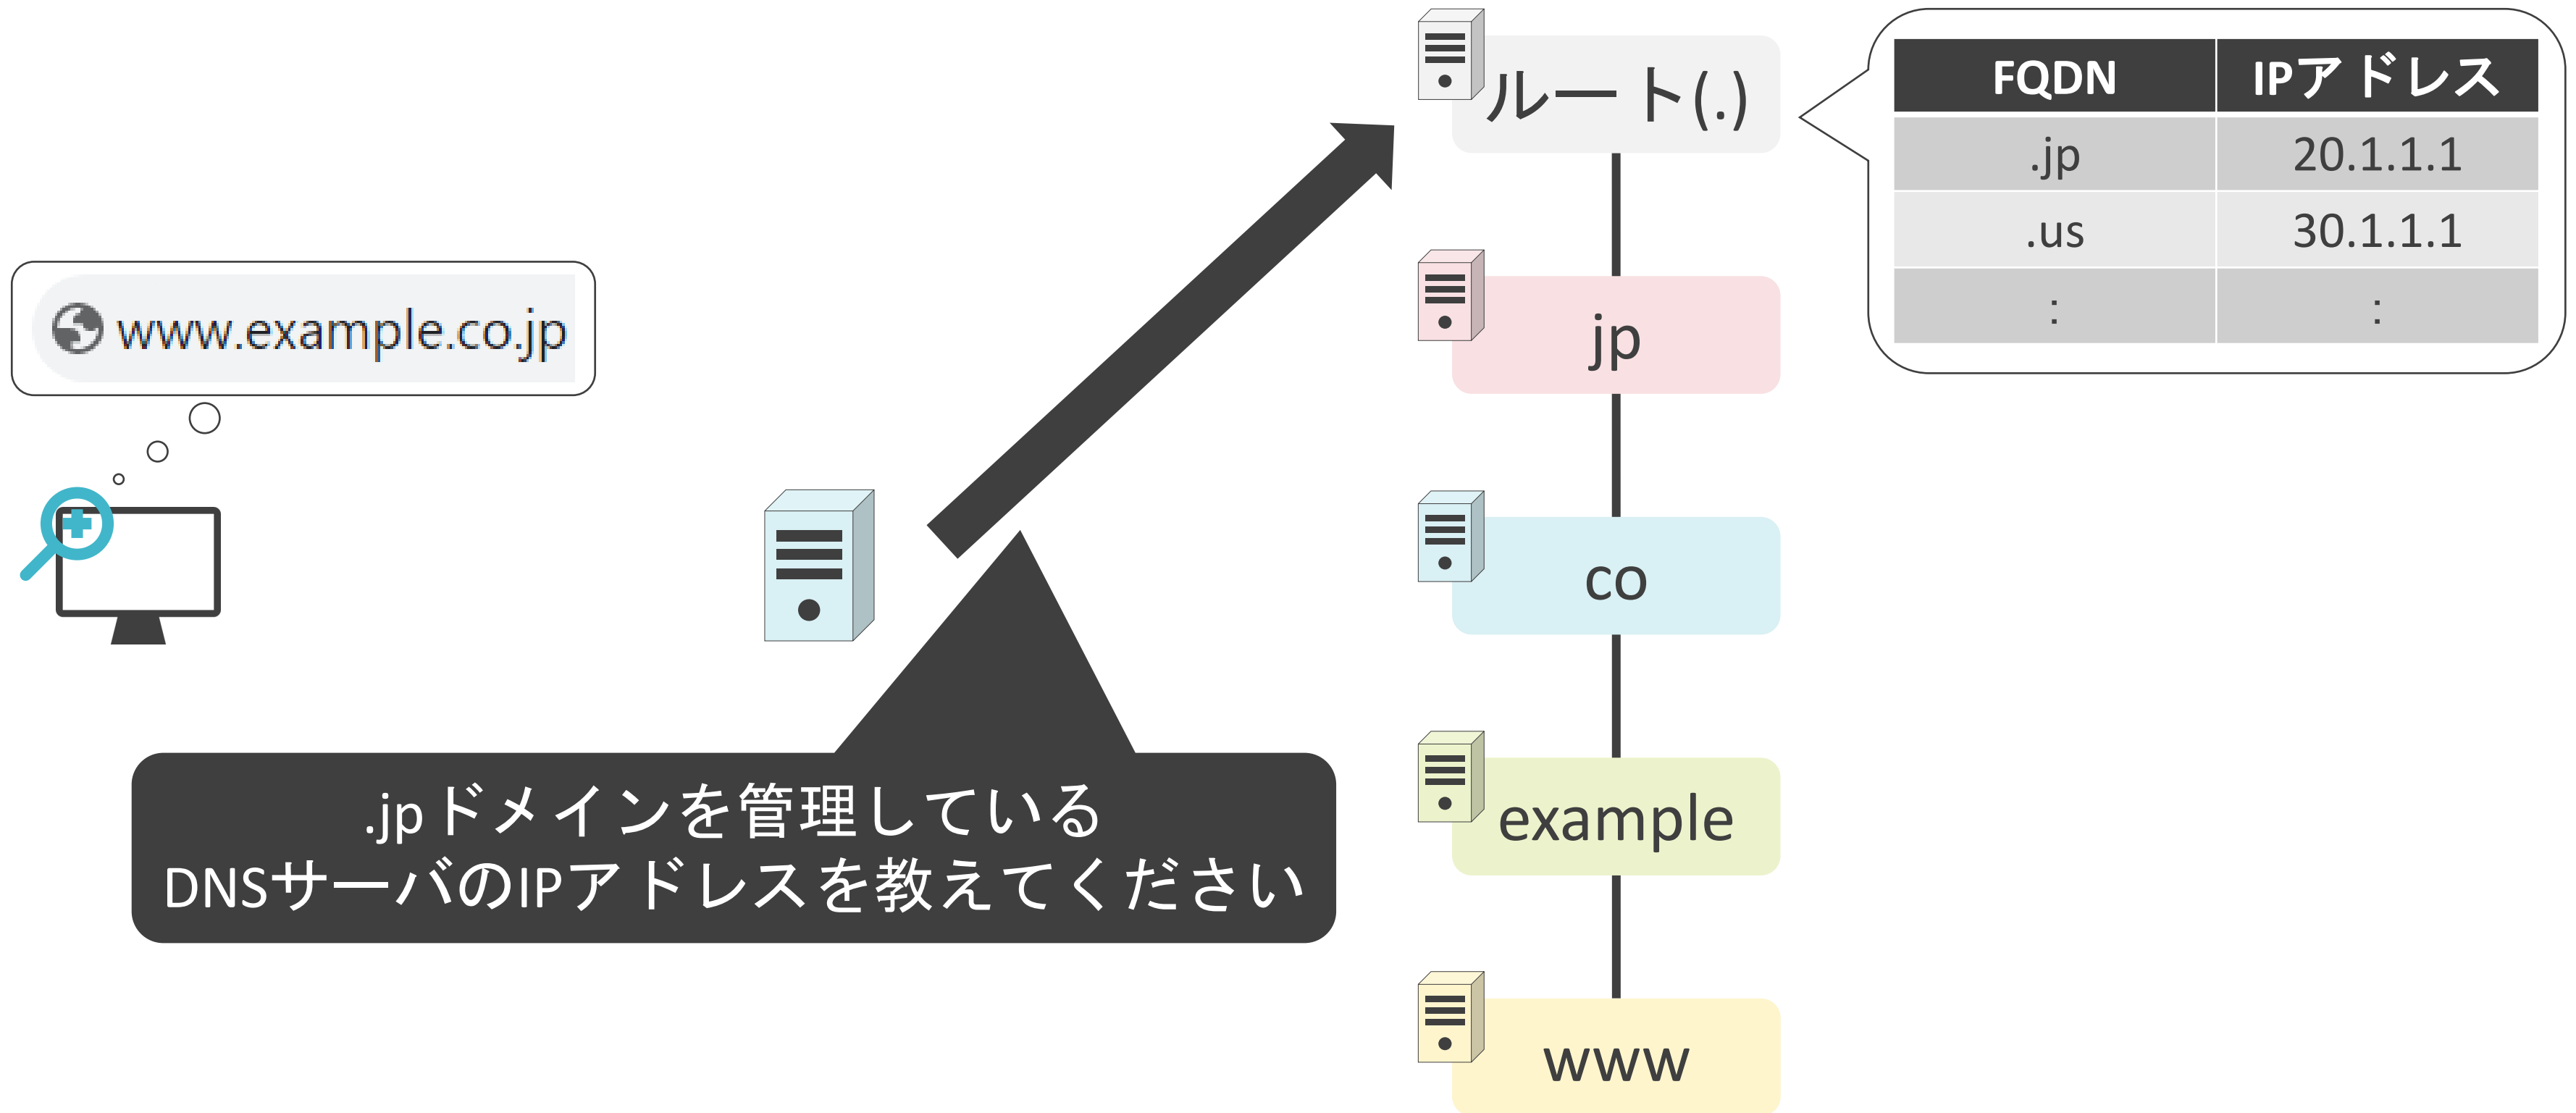 www.example.co.jp
.jpドメインを管理している
DNSサーバのIPアドレスを教えてください
ルート(.)
jp
co
example
www
FQDN IPアドレス
.jp 20.1.1.1
.us 30.1.1.1
: :